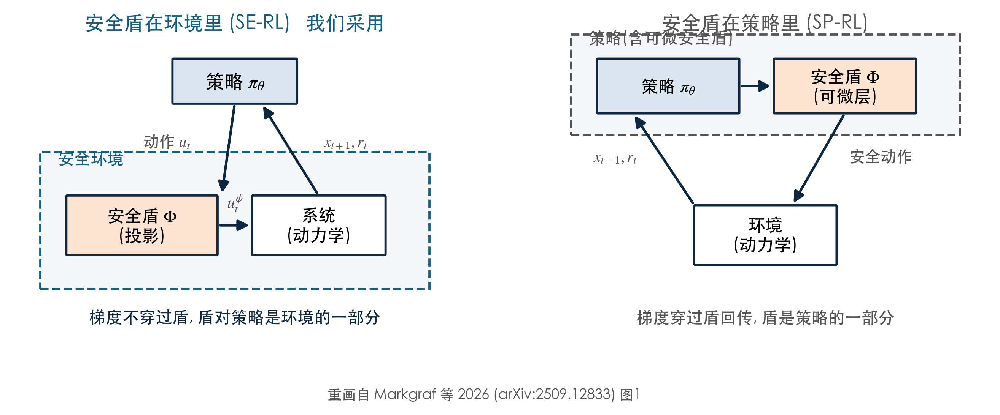 安全盾在环境里 (SE-RL)   我们采用
策略 πθ
动作 ut
xt+1, rt
安全环境
安全盾 Φ
(投影)
utϕ
系统
(动力学)
梯度不穿过盾, 盾对策略是环境的一部分
安全盾在策略里 (SP-RL)
策略(含可微安全盾)
策略 πθ
安全盾 Φ
(可微层)
xt+1, rt
安全动作
环境
(动力学)
梯度穿过盾回传, 盾是策略的一部分
重画自 Markgraf 等 2026 (arXiv:2509.12833) 图1